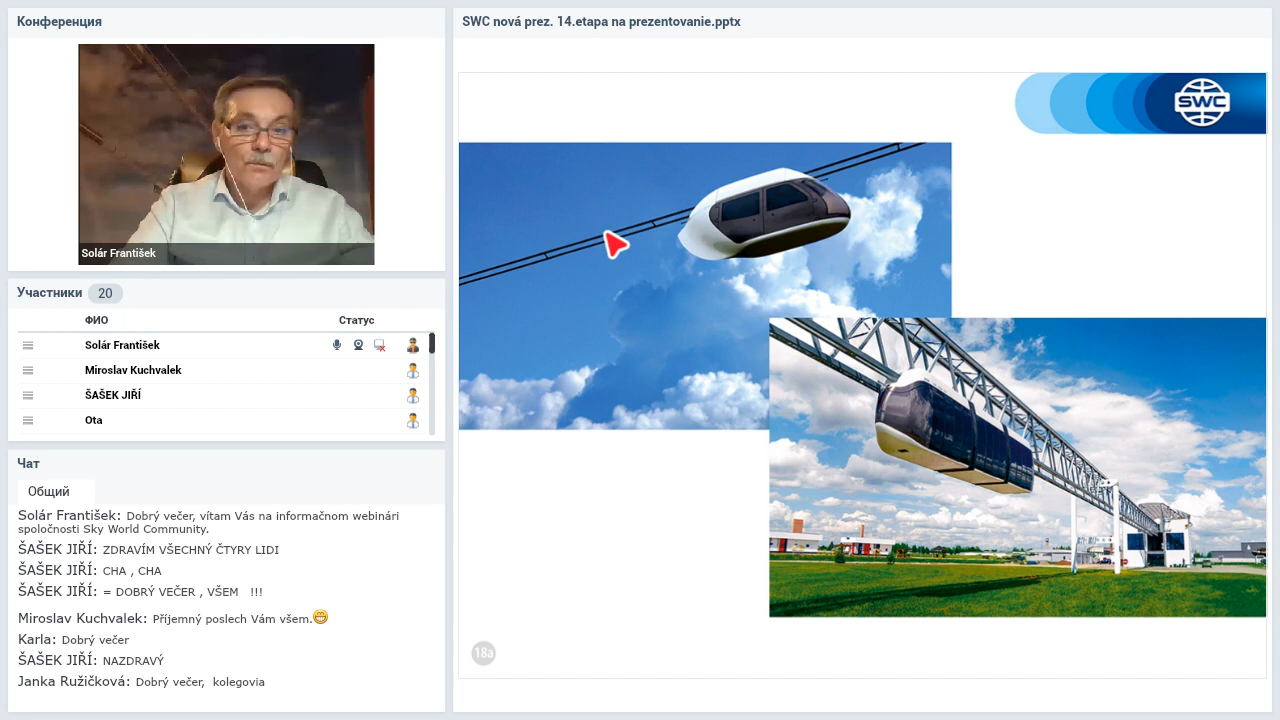 Конференция
Solár František
Участники 20
ФИО Статус
Solár František
Miroslav Kuchvalek
ŠAŠEK JIŘÍ
Ota
Чат
Общий
Solár František: Dobrý večer, vítam Vás na informačnom webinári
spoločnosti Sky World Community.
ŠAŠEK JIŘÍ: ZDRAVÍM VŠECHNÝ ČTYRY LIDI
ŠAŠEK JIŘÍ: CHA , CHA
ŠAŠEK JIŘÍ: = DOBRÝ VEČER , VŠEM !!!
Miroslav Kuchvalek: Příjemný poslech Vám všem.
Karla: Dobrý večer
ŠAŠEK JIŘÍ: NAZDRAVÝ
Janka Ružičková: Dobrý večer, kolegovia
SWC nová prez. 14.etapa na prezentovanie.pptx
SWC
18a